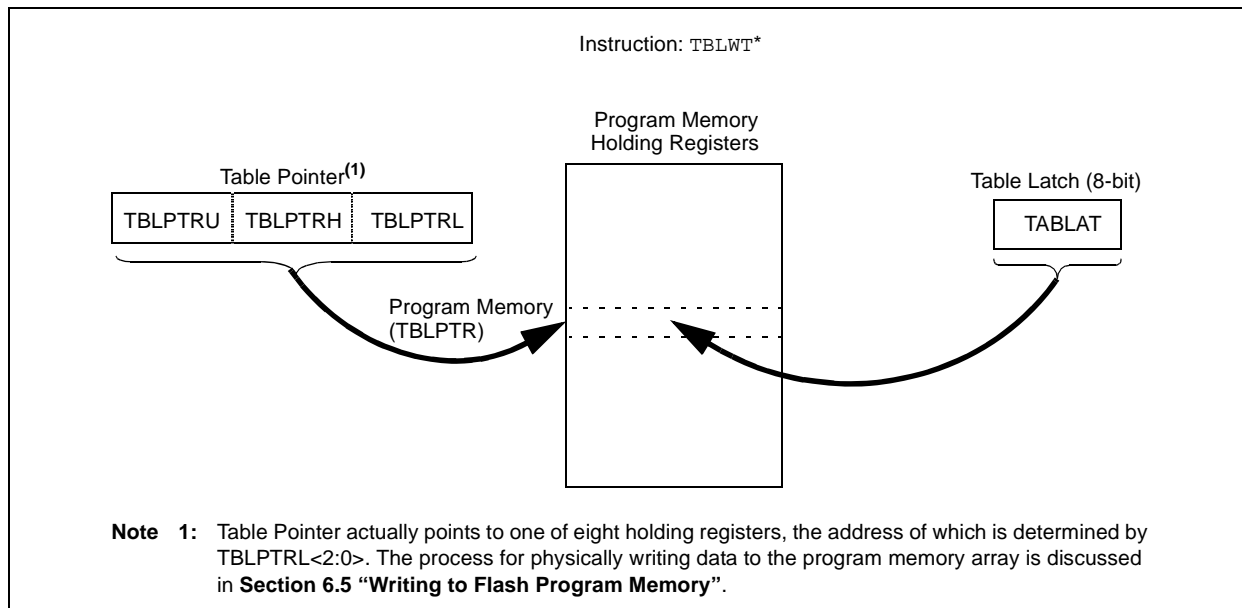 Instruction: TBLWT*
Program Memory
Holding Registers
Table Pointer(1)
Table Latch (8-bit)
TBLPTRU TBLPTRH TBLPTRL
TABLAT
Program Memory
(TBLPTR)
Note 1: Table Pointer actually points to one of eight holding registers, the address of which is determined by
TBLPTRL<2:0>. The process for physically writing data to the program memory array is discussed
in Section 6.5 “Writing to Flash Program Memory”.